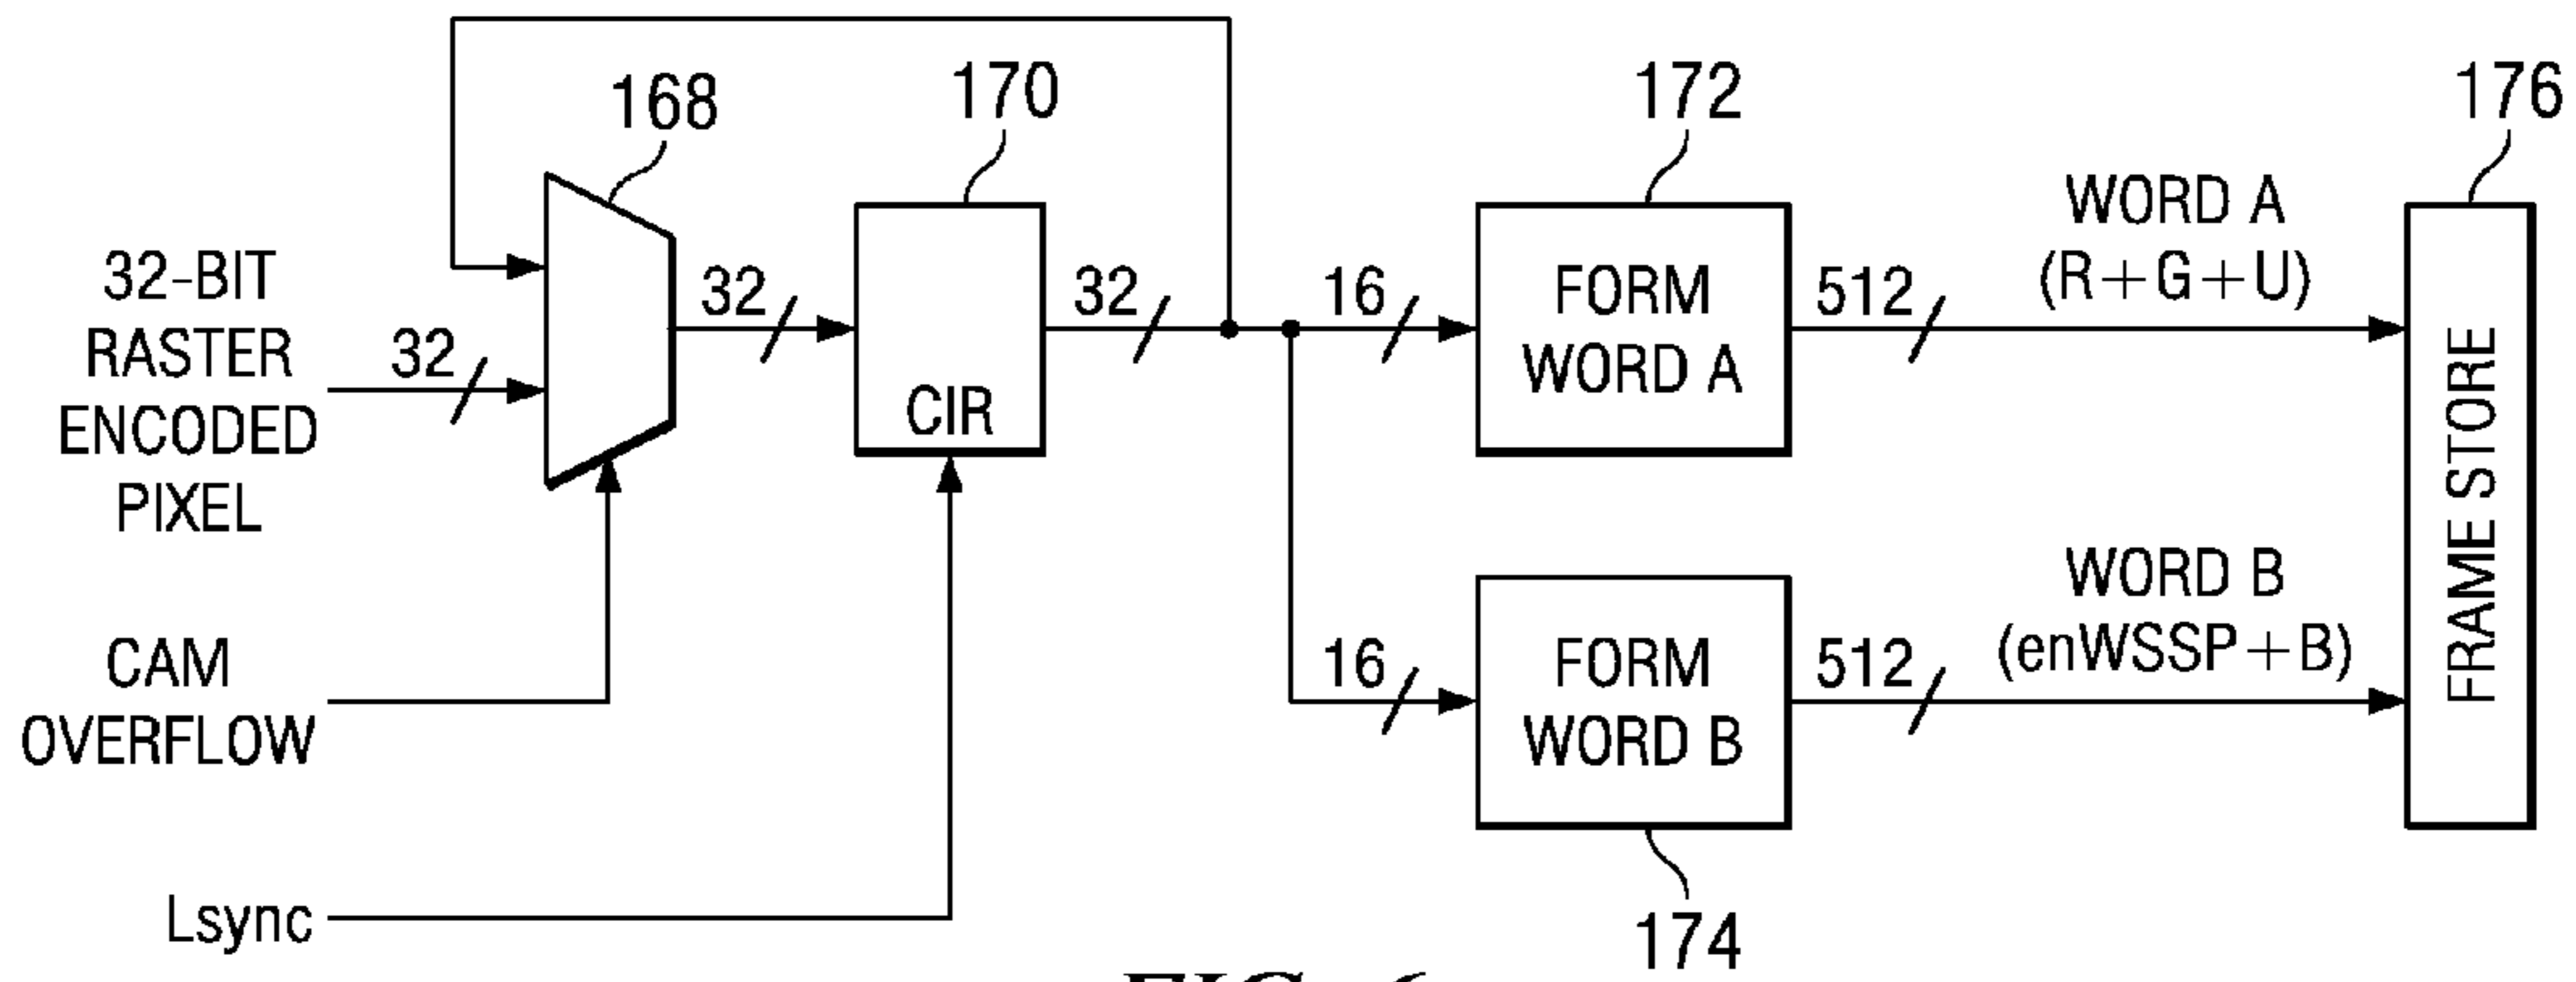 168
170
172
176
32-BIT
RASTER
ENCODED
PIXEL
32
32
32
16
FORM
WORD A
512
WORD A
(R+G+U)
FRAME STORE
CIR
CAM
OVERFLOW
16
FORM
WORD B
512
WORD B
(enWSSP+B)
Lsync
174